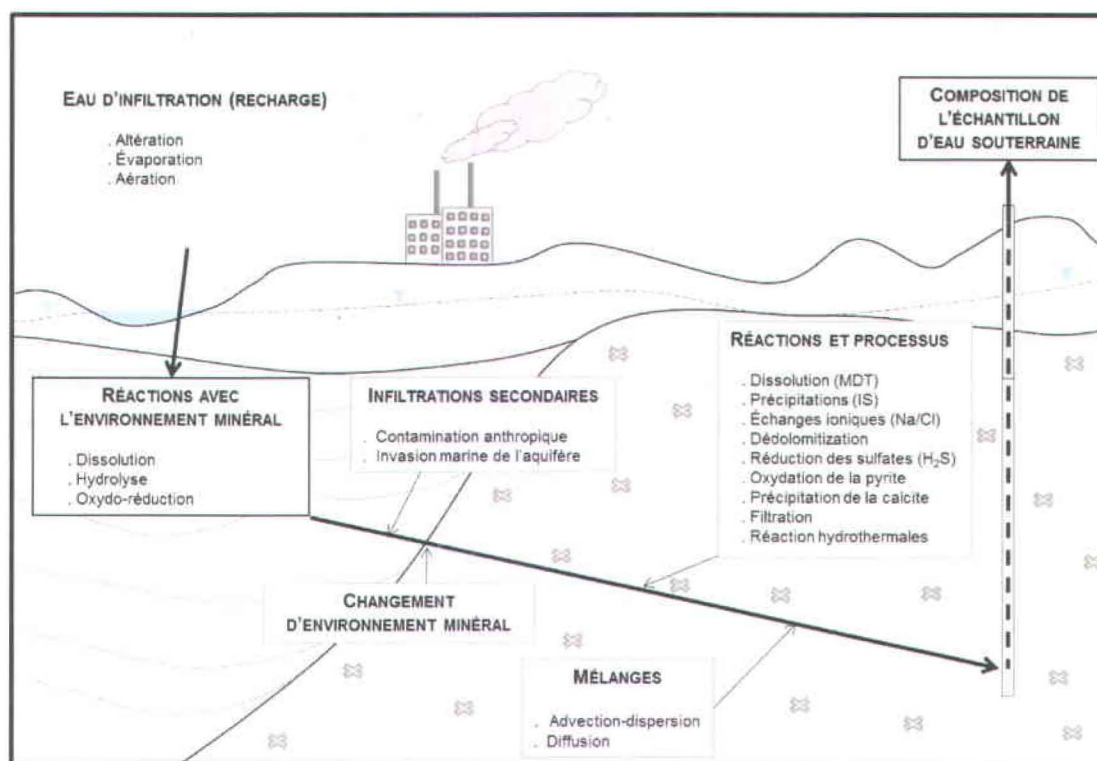 EAU D'INFILTRATION (RECHARGE)
. Altération
. Évaporation
. Aération
COMPOSITION DE
L'ÉCHANTILLON
D'EAU SOUTERRAINE
RÉACTIONS AVEC
L'ENVIRONNEMENT MINÉRAL
. Dissolution
. Hydrolyse
. Oxydo-réduction
INFILTRATIONS SECONDAIRES
. Contamination anthropique
. Invasion marine de l'aquifère
RÉACTIONS ET PROCESSUS
. Dissolution (MDT)
. Précipitations (IS)
. Échanges ioniques (Na/Cl)
. Dédolomitization
. Réduction des sulfates (H₂S)
. Oxydation de la pyrite
. Précipitation de la calcite
. Filtration
. Réaction hydrothermales
CHANGEMENT
D'ENVIRONNEMENT MINÉRAL
MÉLANGES
. Advection-dispersion
. Diffusion